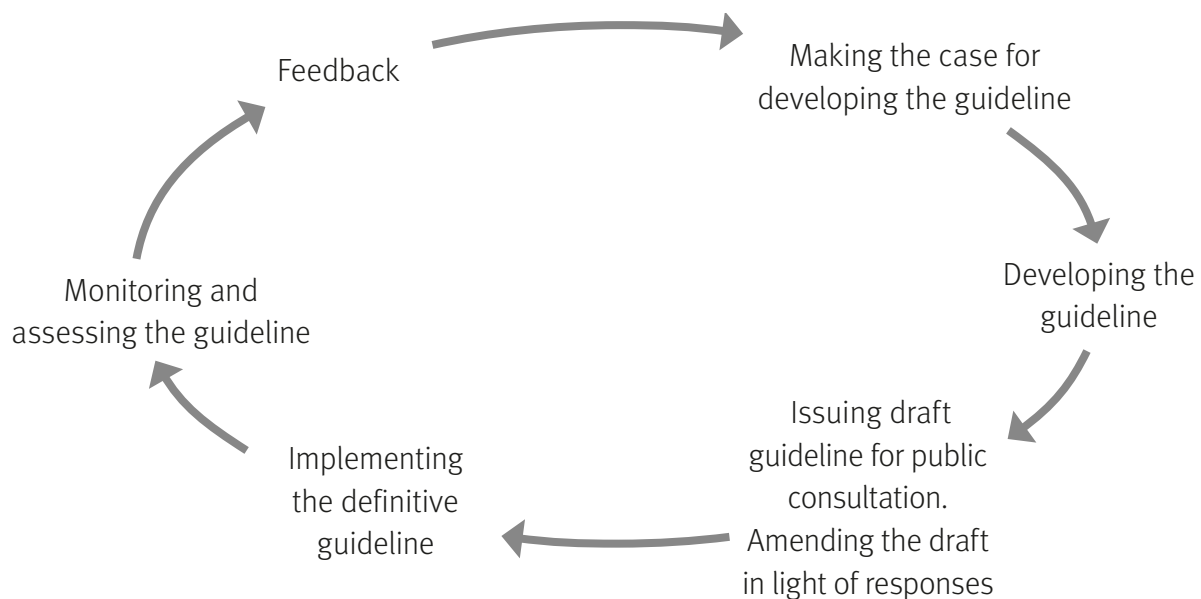 Feedback
Making the case for
developing the guideline
Developing the
guideline
Issuing draft
guideline for public
consultation.
Amending the draft
in light of responses
Implementing
the definitive
guideline
Monitoring and
assessing the guideline